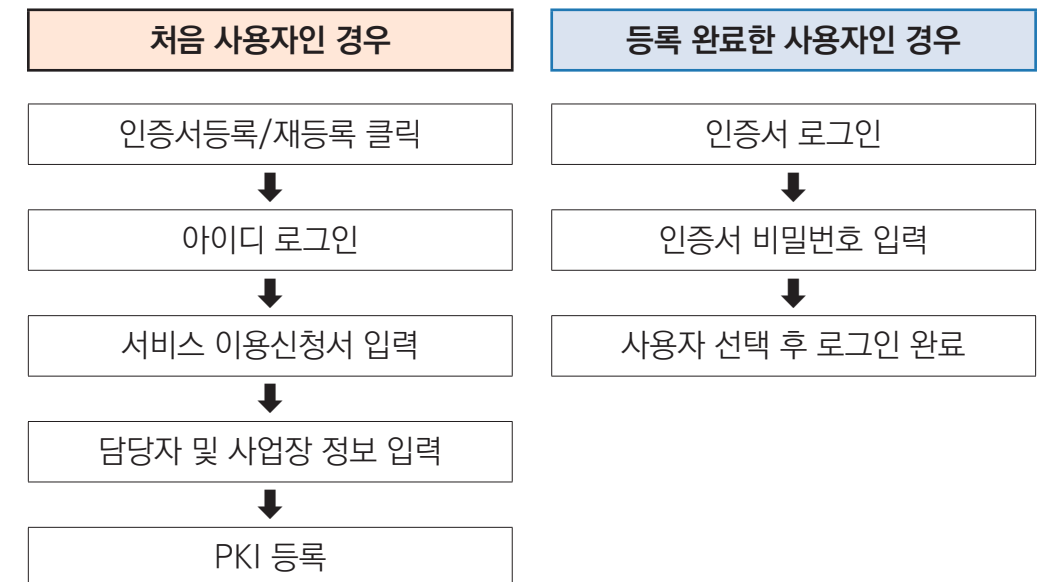 처음 사용자인 경우
인증서등록/재등록 클릭
아이디 로그인
서비스 이용신청서 입력
담당자 및 사업장 정보 입력
PKI 등록
등록 완료한 사용자인 경우
인증서 로그인
인증서 비밀번호 입력
사용자 선택 후 로그인 완료